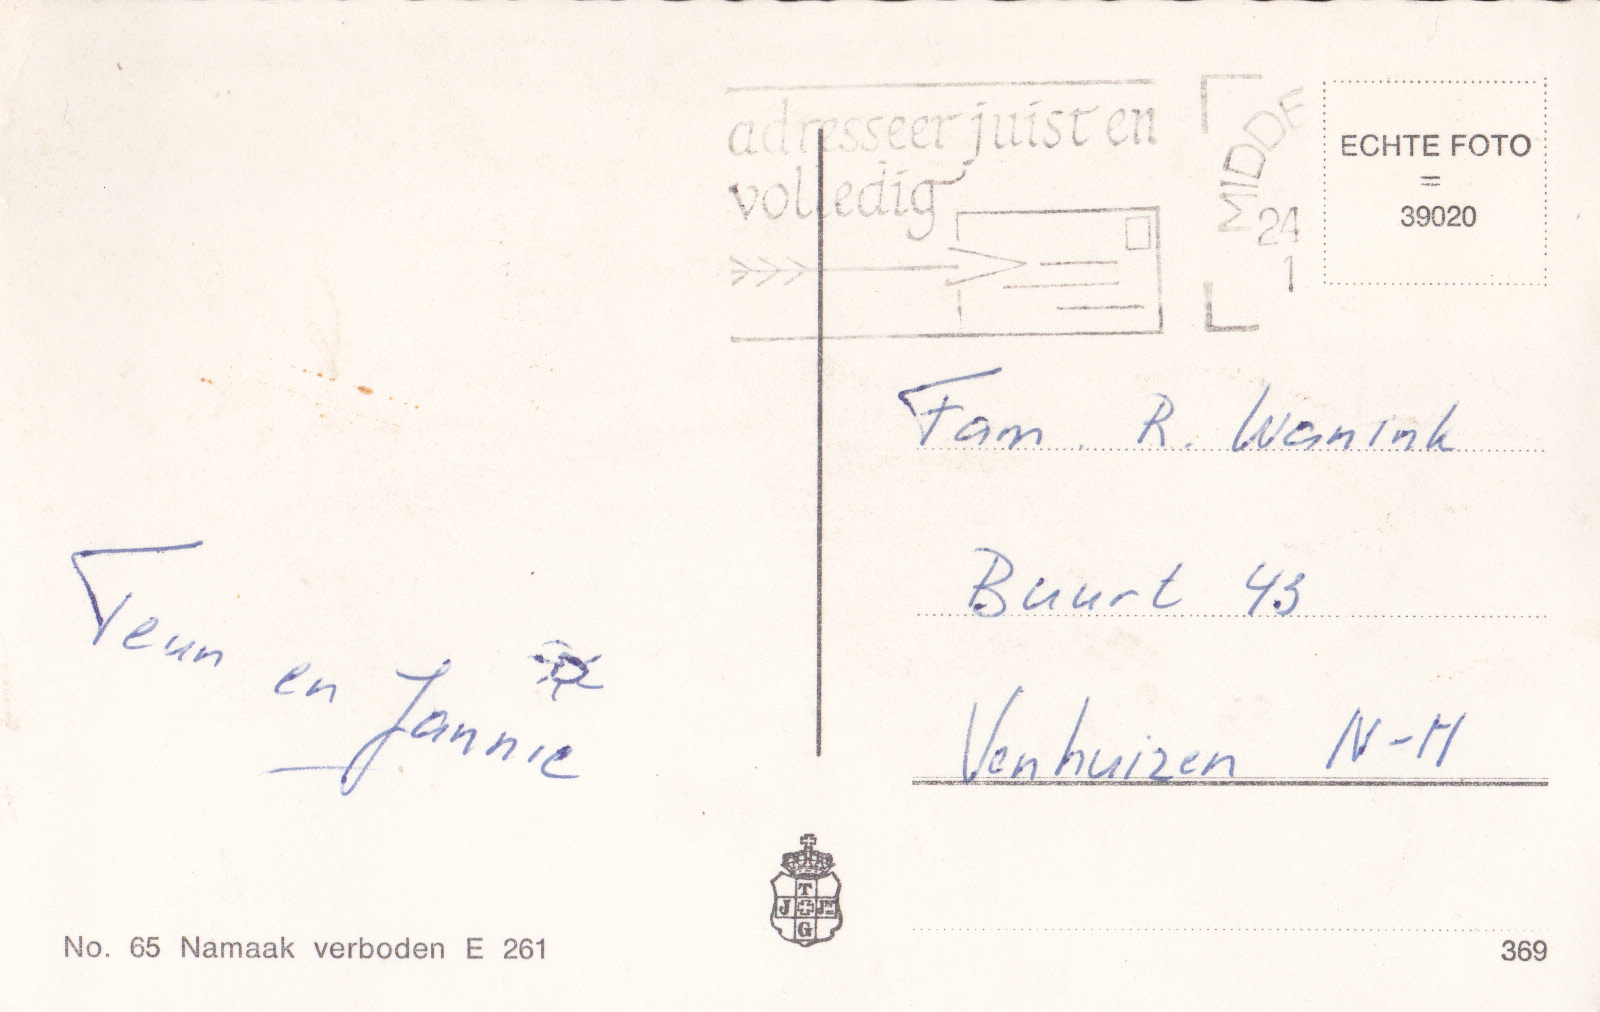 adresseer juist en
volledig
MIDDE
24
1
ECHTE FOTO
=
39020
Fam. R. Wanink
Buurt 43
Venhuizen N-H
Teun en Jannie
T
J JNR
G
No. 65 Namaak verboden E 261
369